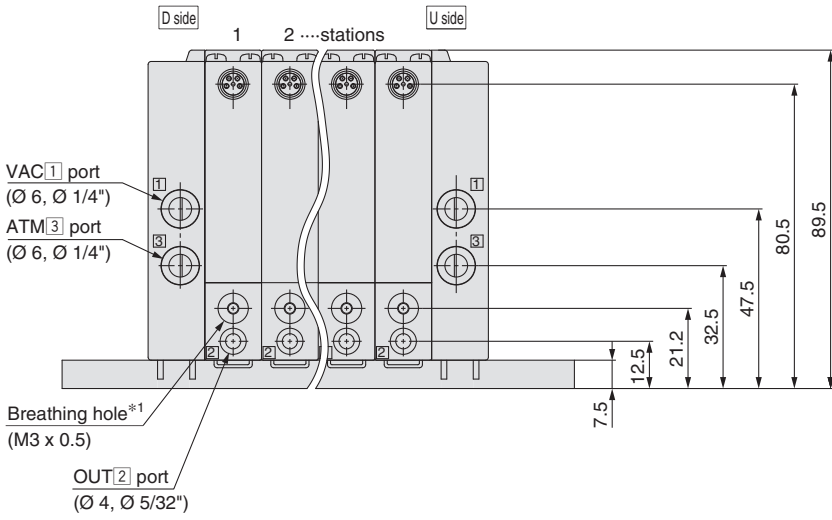 D side
U side
1 2 ····stations
VAC1 port
(Ø 6, Ø 1/4")
ATM3 port
(Ø 6, Ø 1/4")
1
3
1
3
2
2
2
Breathing hole*1
(M3 x 0.5)
OUT2 port
(Ø 4, Ø 5/32")
7.5
12.5
21.2
32.5
47.5
80.5
89.5